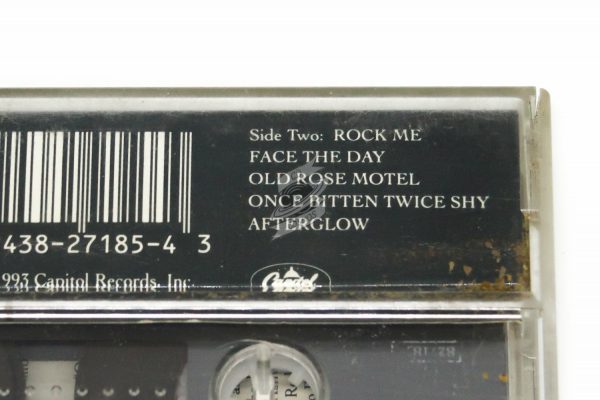 Side Two: ROCK ME
FACE THE DAY
OLD ROSE MOTEL
ONCE BITTEN TWICE SHY
AFTERGLOW
438-27185-4 3
993 Capitol Records, Inc
Capitol